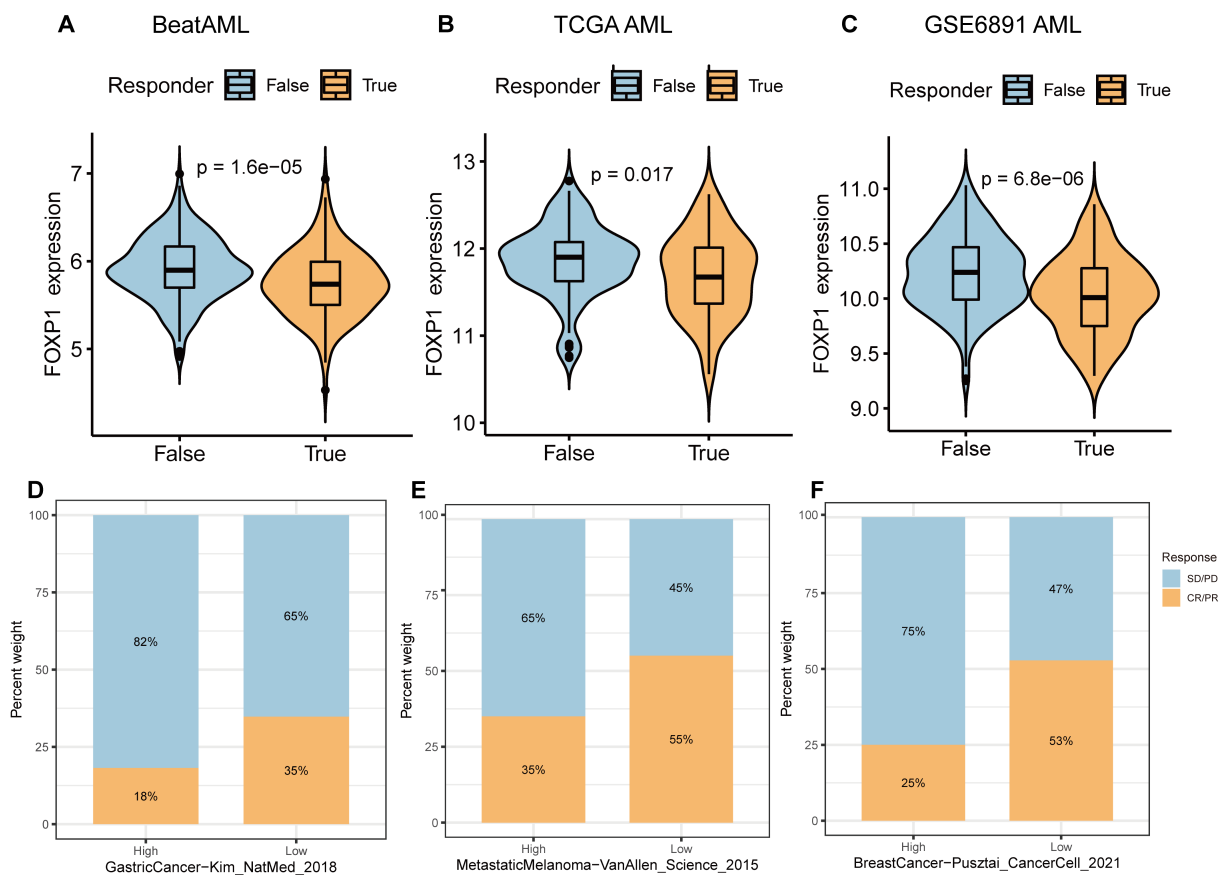 A BeatAML
Responder False True
p = 1.6e−05
FOXP1 expression
7
6
5
False True
B TCGA AML
Responder False True
p = 0.017
FOXP1 expression
13
12
11
10
False True
C GSE6891 AML
Responder False True
p = 6.8e−06
FOXP1 expression
11.0
10.5
10.0
9.5
9.0
False True
D
Percent weight
100
75
50
25
0
82%
65%
18%
35%
High Low
GastricCancer−Kim_NatMed_2018
E
Percent weight
100
75
50
25
0
65%
45%
35%
55%
High Low
MetastaticMelanoma−VanAllen_Science_2015
F
Percent weight
100
75
50
25
0
75%
47%
25%
53%
High Low
BreastCancer−Pusztai_CancerCell_2021
Response
SD/PD
CR/PR